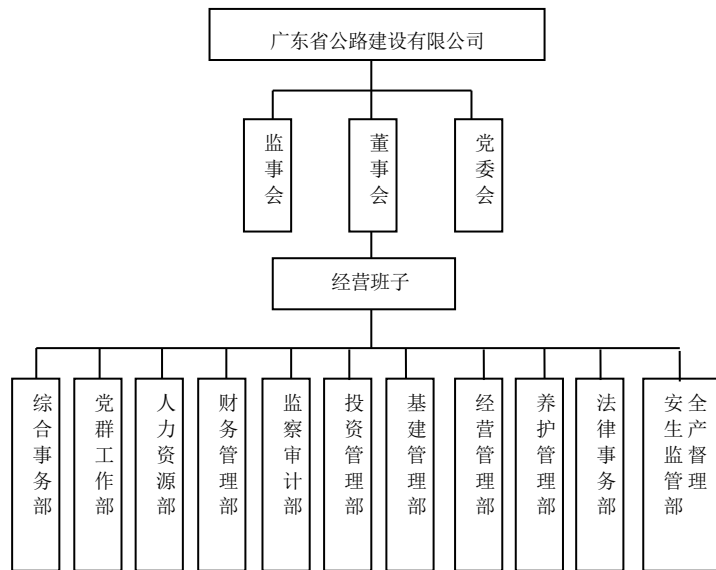 广东省公路建设有限公司
监事会
董事会
党委会
经营班子
综合事务部
党群工作部
人力资源部
财务管理部
监察审计部
投资管理部
基建管理部
经营管理部
养护管理部
法律事务部
安全生产监督管理部